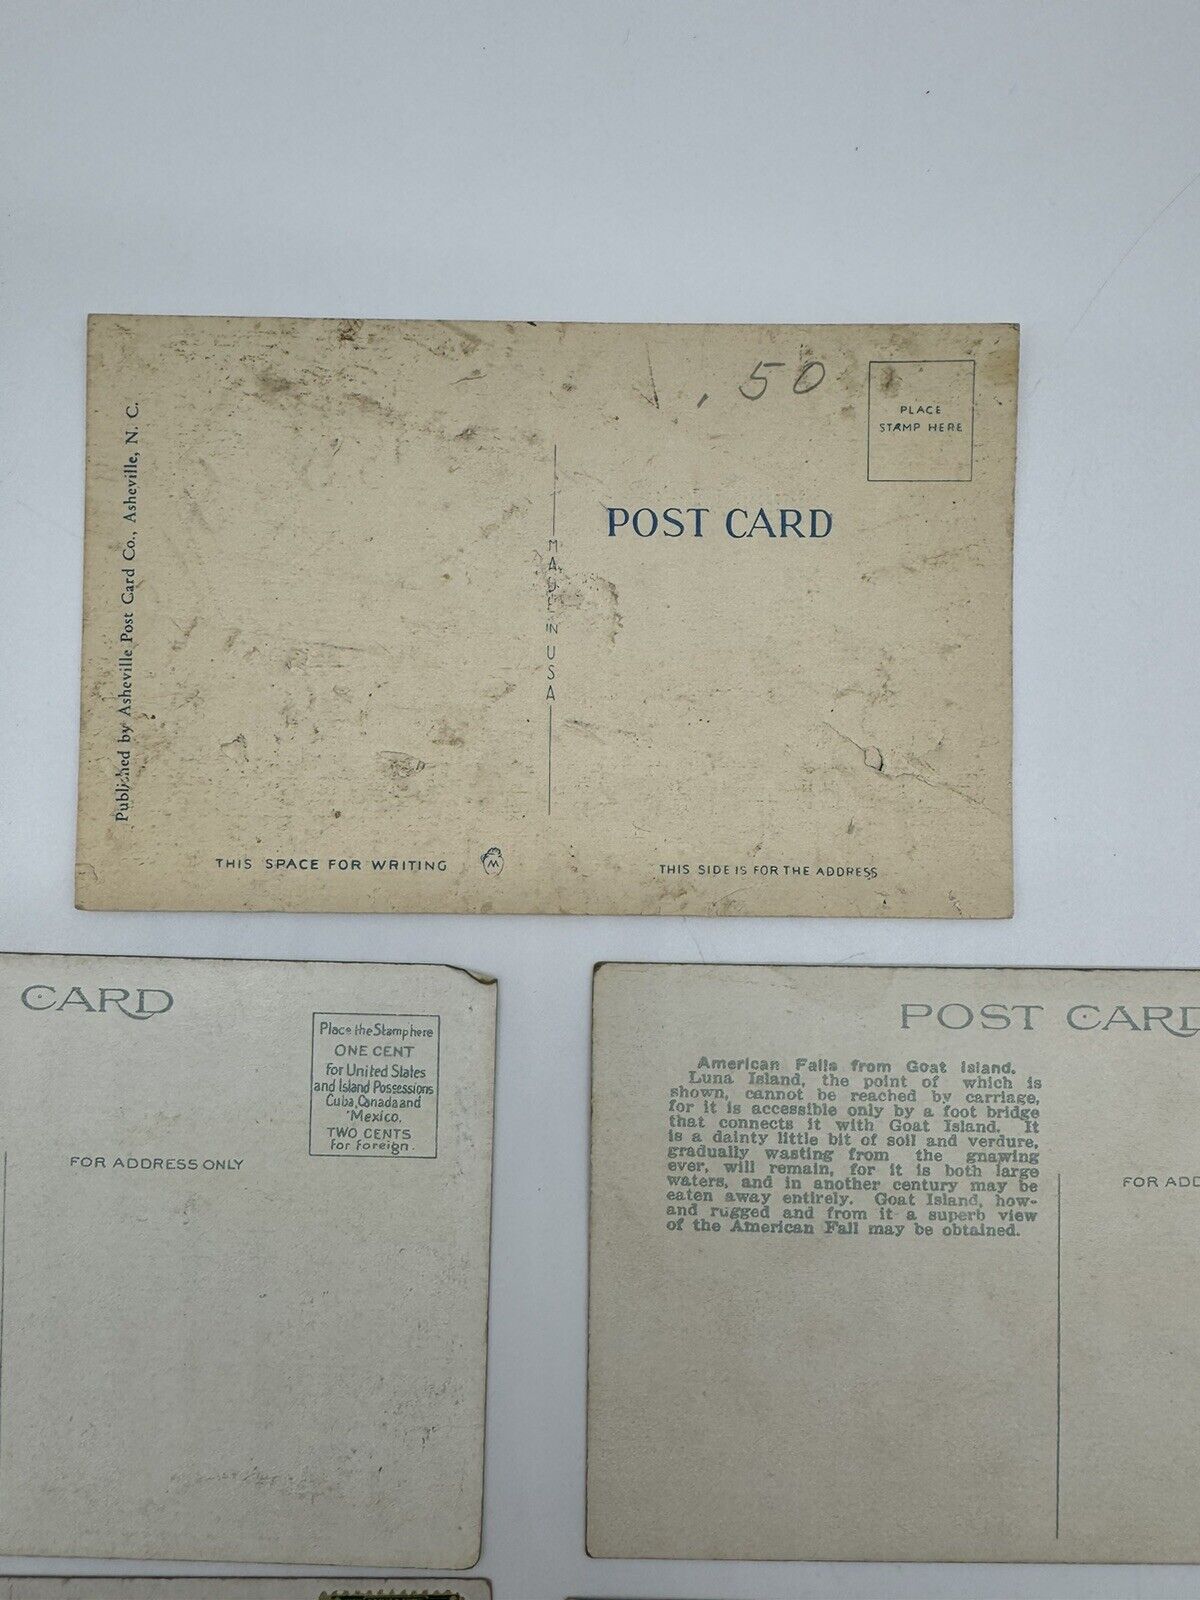 Published by Asheville Post Card Co., Asheville, N. C.
. 50
PLACE
STAMP HERE
POST CARD
MADE IN USA
THIS SPACE FOR WRITING
M
THIS SIDE IS FOR THE ADDRESS
CARD
Place the Stamp here
ONE CENT
for United States
and Island Possessions
Cuba, Canada and
Mexico.
TWO CENTS
for foreign.
FOR ADDRESS ONLY
POST CARD
American Falls from Goat Island.
Luna Island, the point of which is
shown, cannot be reached by carriage,
for it is accessible only by a foot bridge
that connects it with Goat Island. It
is a dainty little bit of soil and verdure,
gradually wasting from the gnawing
ever, will remain, for it is both large
waters, and in another century may be
eaten away entirely. Goat Island, how-
and rugged and from it a superb view
of the American Fall may be obtained.
FOR ADD